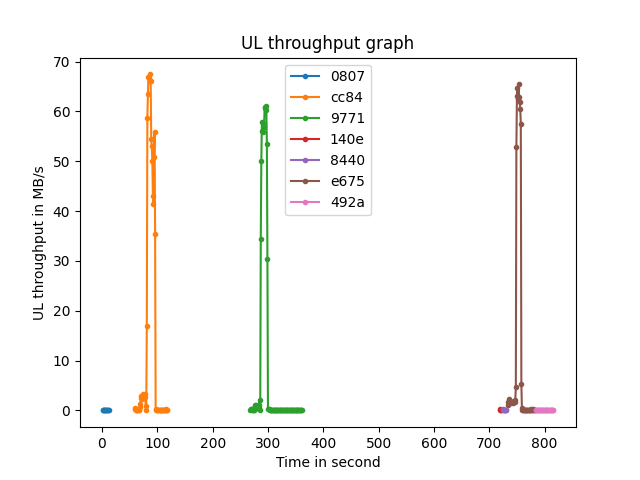 UL throughput graph
UL throughput in MB/s
70
60
50
40
30
20
10
0
0807
cc84
9771
140e
8440
e675
492a
0 100 200 300 400 500 600 700 800
Time in second